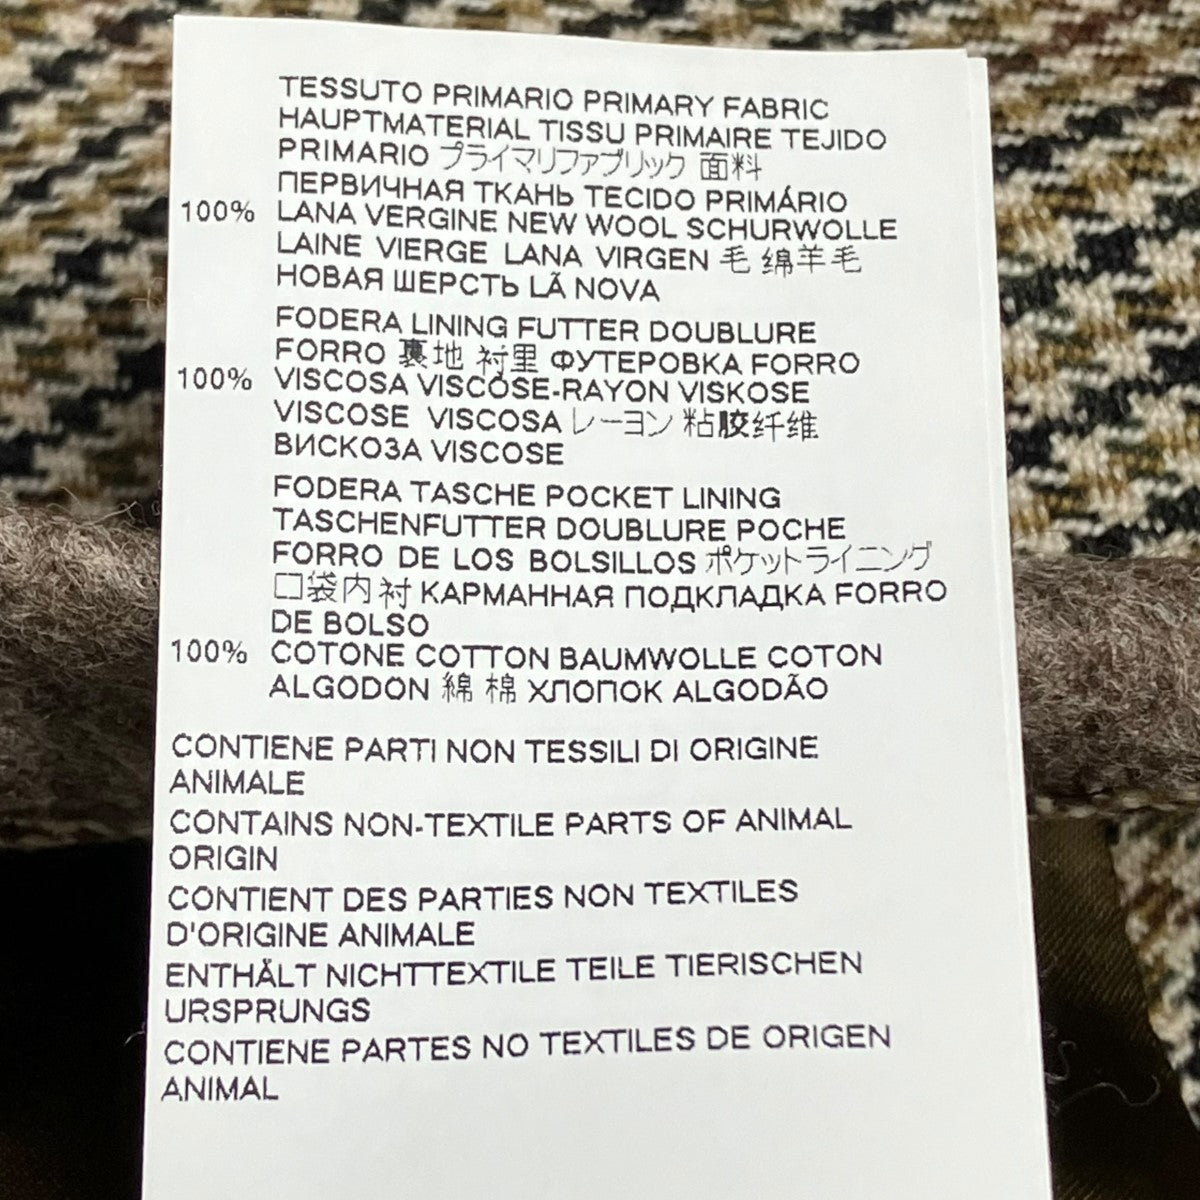 TESSUTO PRIMARIO PRIMARY FABRIC
HAUPTMATERIAL TISSU PRIMAIRE TEJIDO
PRIMARIO プライマリファブリック 面料
ПЕРВИЧНАЯ ТКАНЬ TECIDO PRIMÁRIO
100% LANA VERGINE NEW WOOL SCHURWOLLE
LAINE VIERGE LANA VIRGEN 毛 绵羊毛
НОВАЯ ШЕРСТЬ LÃ NOVA
FODERA LINING FUTTER DOUBLURE
FORRO 裏地 衬里 ФУТЕРОВКА FORRO
100% VISCOSA VISCOSE-RAYON VISKOSE
VISCOSE VISCOSA レーヨン 粘胶纤维
ВИСКОЗА VISCOSE
FODERA TASCHE POCKET LINING
TASCHENFUTTER DOUBLURE POCHE
FORRO DE LOS BOLSILLOS ポケットライニング
口袋内衬 КАРМАННАЯ ПОДКЛАДКА FORRO
DE BOLSO
100% COTONE COTTON BAUMWOLLE COTON
ALGODON 綿 棉 ХЛОПОК ALGODÃO
CONTIENE PARTI NON TESSILI DI ORIGINE
ANIMALE
CONTAINS NON-TEXTILE PARTS OF ANIMAL
ORIGIN
CONTIENT DES PARTIES NON TEXTILES
D'ORIGINE ANIMALE
ENTHÄLT NICHTTEXTILE TEILE TIERISCHEN
URSPRUNGS
CONTIENE PARTES NO TEXTILES DE ORIGEN
ANIMAL